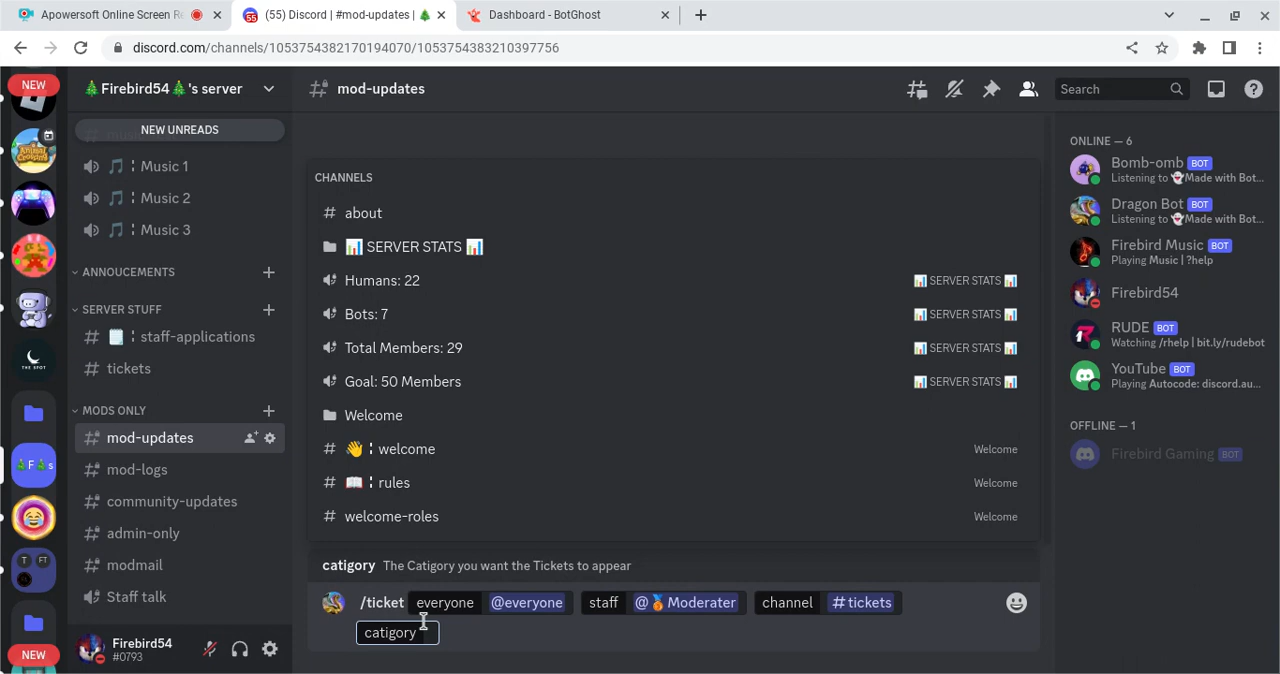 Apowersoft Online Screen Re
(55) Discord | #mod-updates |
Dashboard - BotGhost
discord.com/channels/1053754382170194070/1053754383210397756
NEW
🎄Firebird54🎄's server
music
NEW UNREADS
🎵 ¦ Music 1
🎵 ¦ Music 2
🎵 ¦ Music 3
ANNOUCEMENTS
SERVER STUFF
🗒️ ¦ staff-applications
tickets
MODS ONLY
mod-updates
mod-logs
community-updates
admin-only
modmail
Staff talk
THE SPOT
🎄F🎄s
T FT
NEW
Firebird54
#0793
# mod-updates
Search
CHANNELS
# about
📊 SERVER STATS 📊
Humans: 22 📊 SERVER STATS 📊
Bots: 7 📊 SERVER STATS 📊
Total Members: 29 📊 SERVER STATS 📊
Goal: 50 Members 📊 SERVER STATS 📊
Welcome
# 👋 ¦ welcome Welcome
# 📖 ¦ rules Welcome
# welcome-roles Welcome
catigory The Catigory you want the Tickets to appear
/ticket everyone @everyone staff @🥇Moderater channel # tickets
catigory
ONLINE — 6
Bomb-omb BOT
Listening to 👻Made with Bot...
Dragon Bot BOT
Listening to 👻Made with Bot...
Firebird Music BOT
Playing Music | ?help
Firebird54
RUDE BOT
Watching /rhelp | bit.ly/rudebot
YouTube BOT
Playing Autocode: discord.au...
OFFLINE — 1
Firebird Gaming BOT